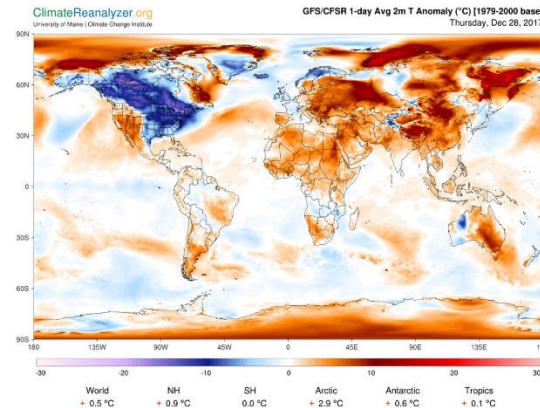 ClimateReanalyzer.org
University of Maine | Climate Change Institute
GFS/CFSR 1-day Avg 2m T Anomaly (°C) [1979-2000 base]
Thursday, Dec 28, 2017
90N
60N
30N
0
30S
60S
90S
180 135W 90W 45W 0 45E 90E 135E 180
-30 -20 -10 0 10 20 30
World NH SH Arctic Antarctic Tropics
+ 0.5 °C + 0.9 °C 0.0 °C + 2.9 °C + 0.6 °C + 0.1 °C